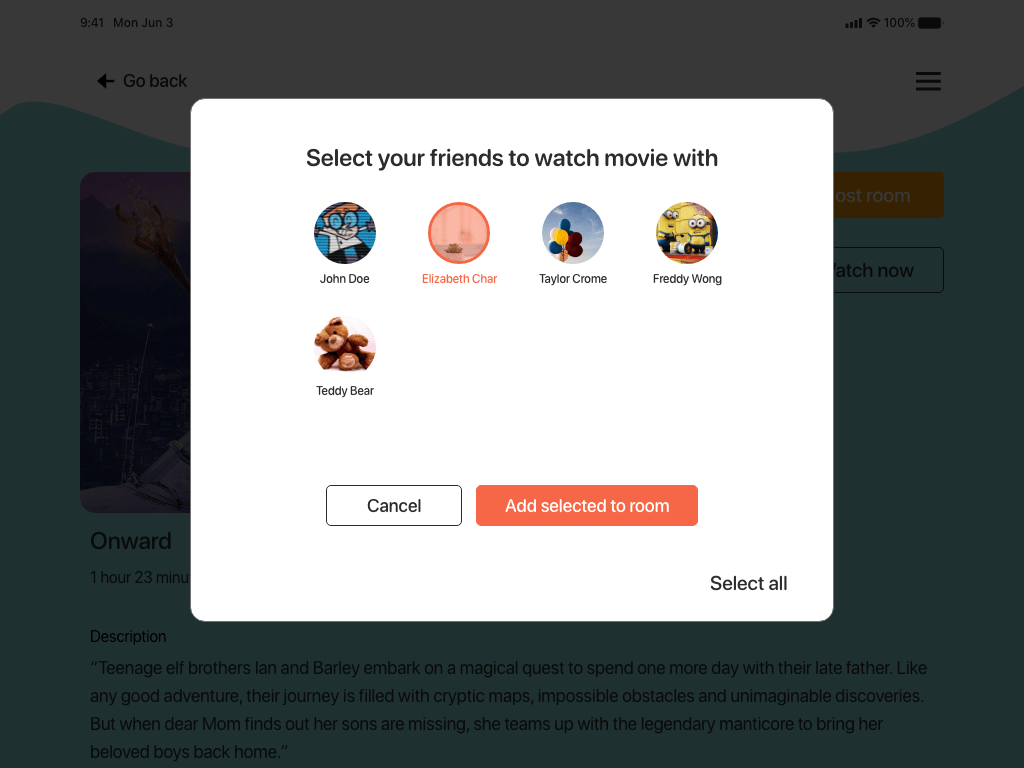 9:41 Mon Jun 3
100%
Go back
Select your friends to watch movie with
ost room
John Doe
Elizabeth Char
Taylor Crome
Freddy Wong
atch now
Teddy Bear
Cancel
Add selected to room
Onward
1 hour 23 minu
Select all
Description
“Teenage elf brothers Ian and Barley embark on a magical quest to spend one more day with their late father. Like
any good adventure, their journey is filled with cryptic maps, impossible obstacles and unimaginable discoveries.
But when dear Mom finds out her sons are missing, she teams up with the legendary manticore to bring her
beloved boys back home.”